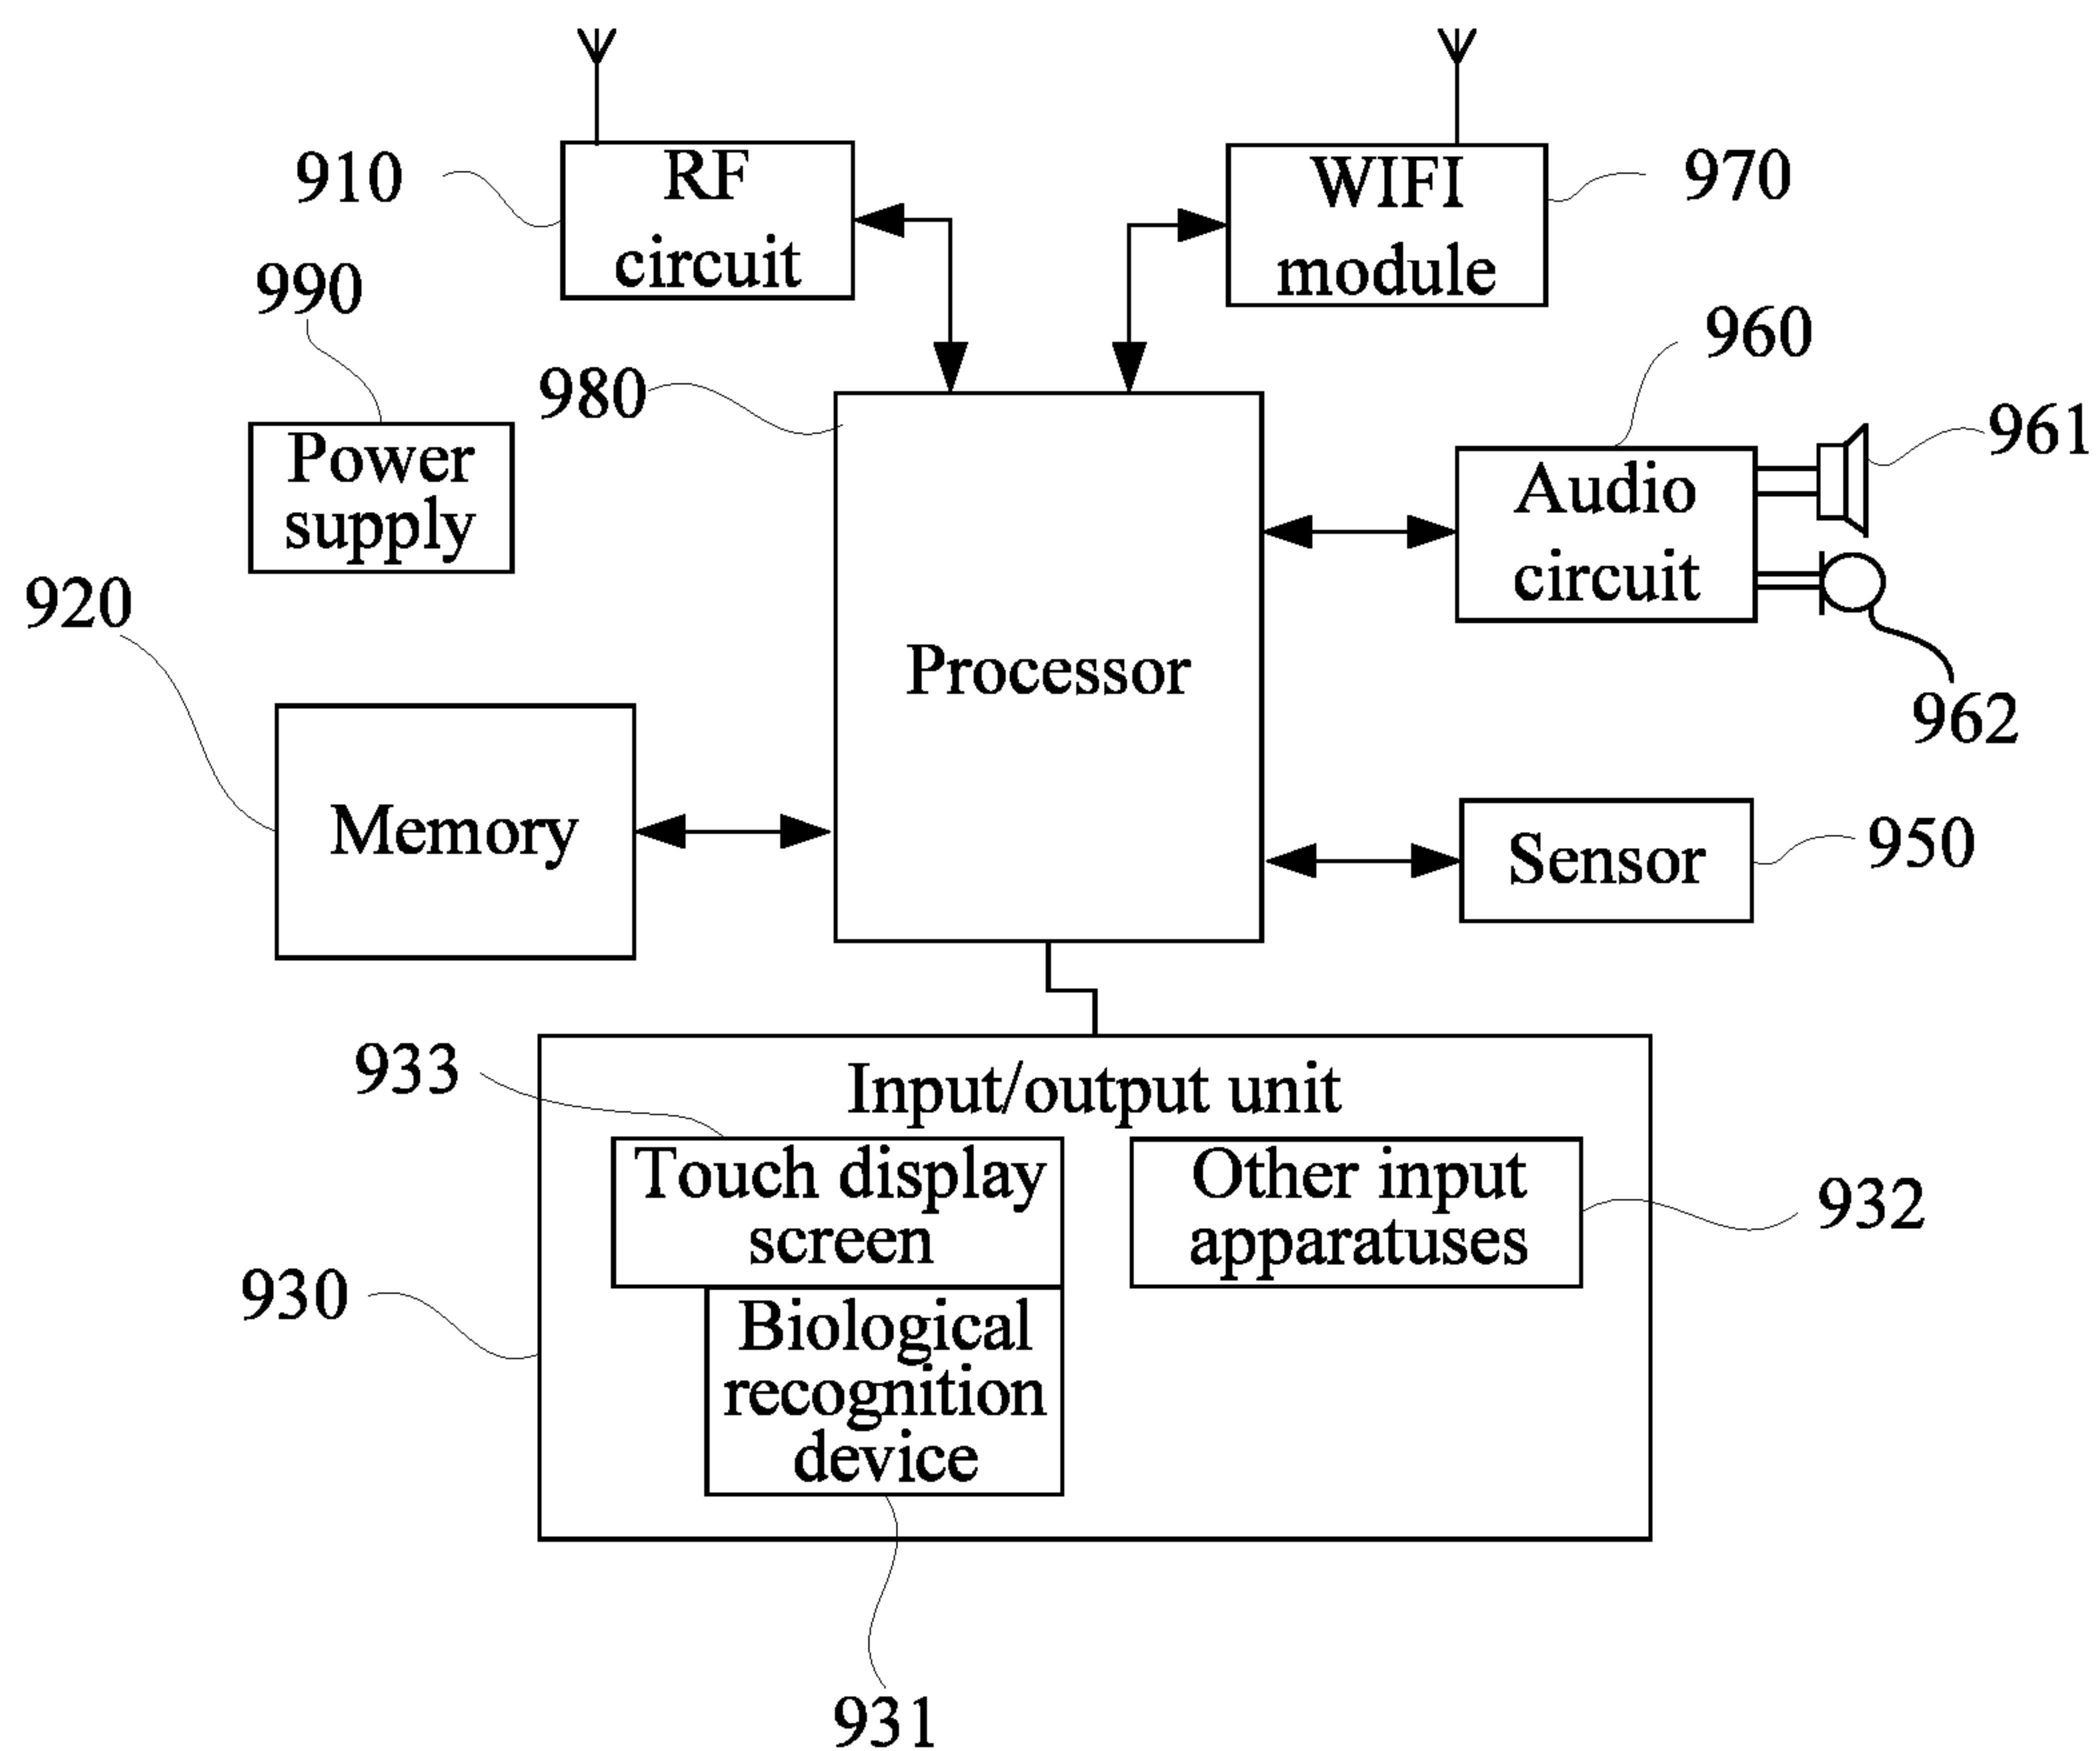 910
RF
circuit
WIFI
module
970
990
980
960
961
Power
supply
Audio
circuit
920
Processor
962
Memory
Sensor
950
933
Input/output unit
Touch display
screen
Other input
apparatuses
932
930
Biological
recognition
device
931